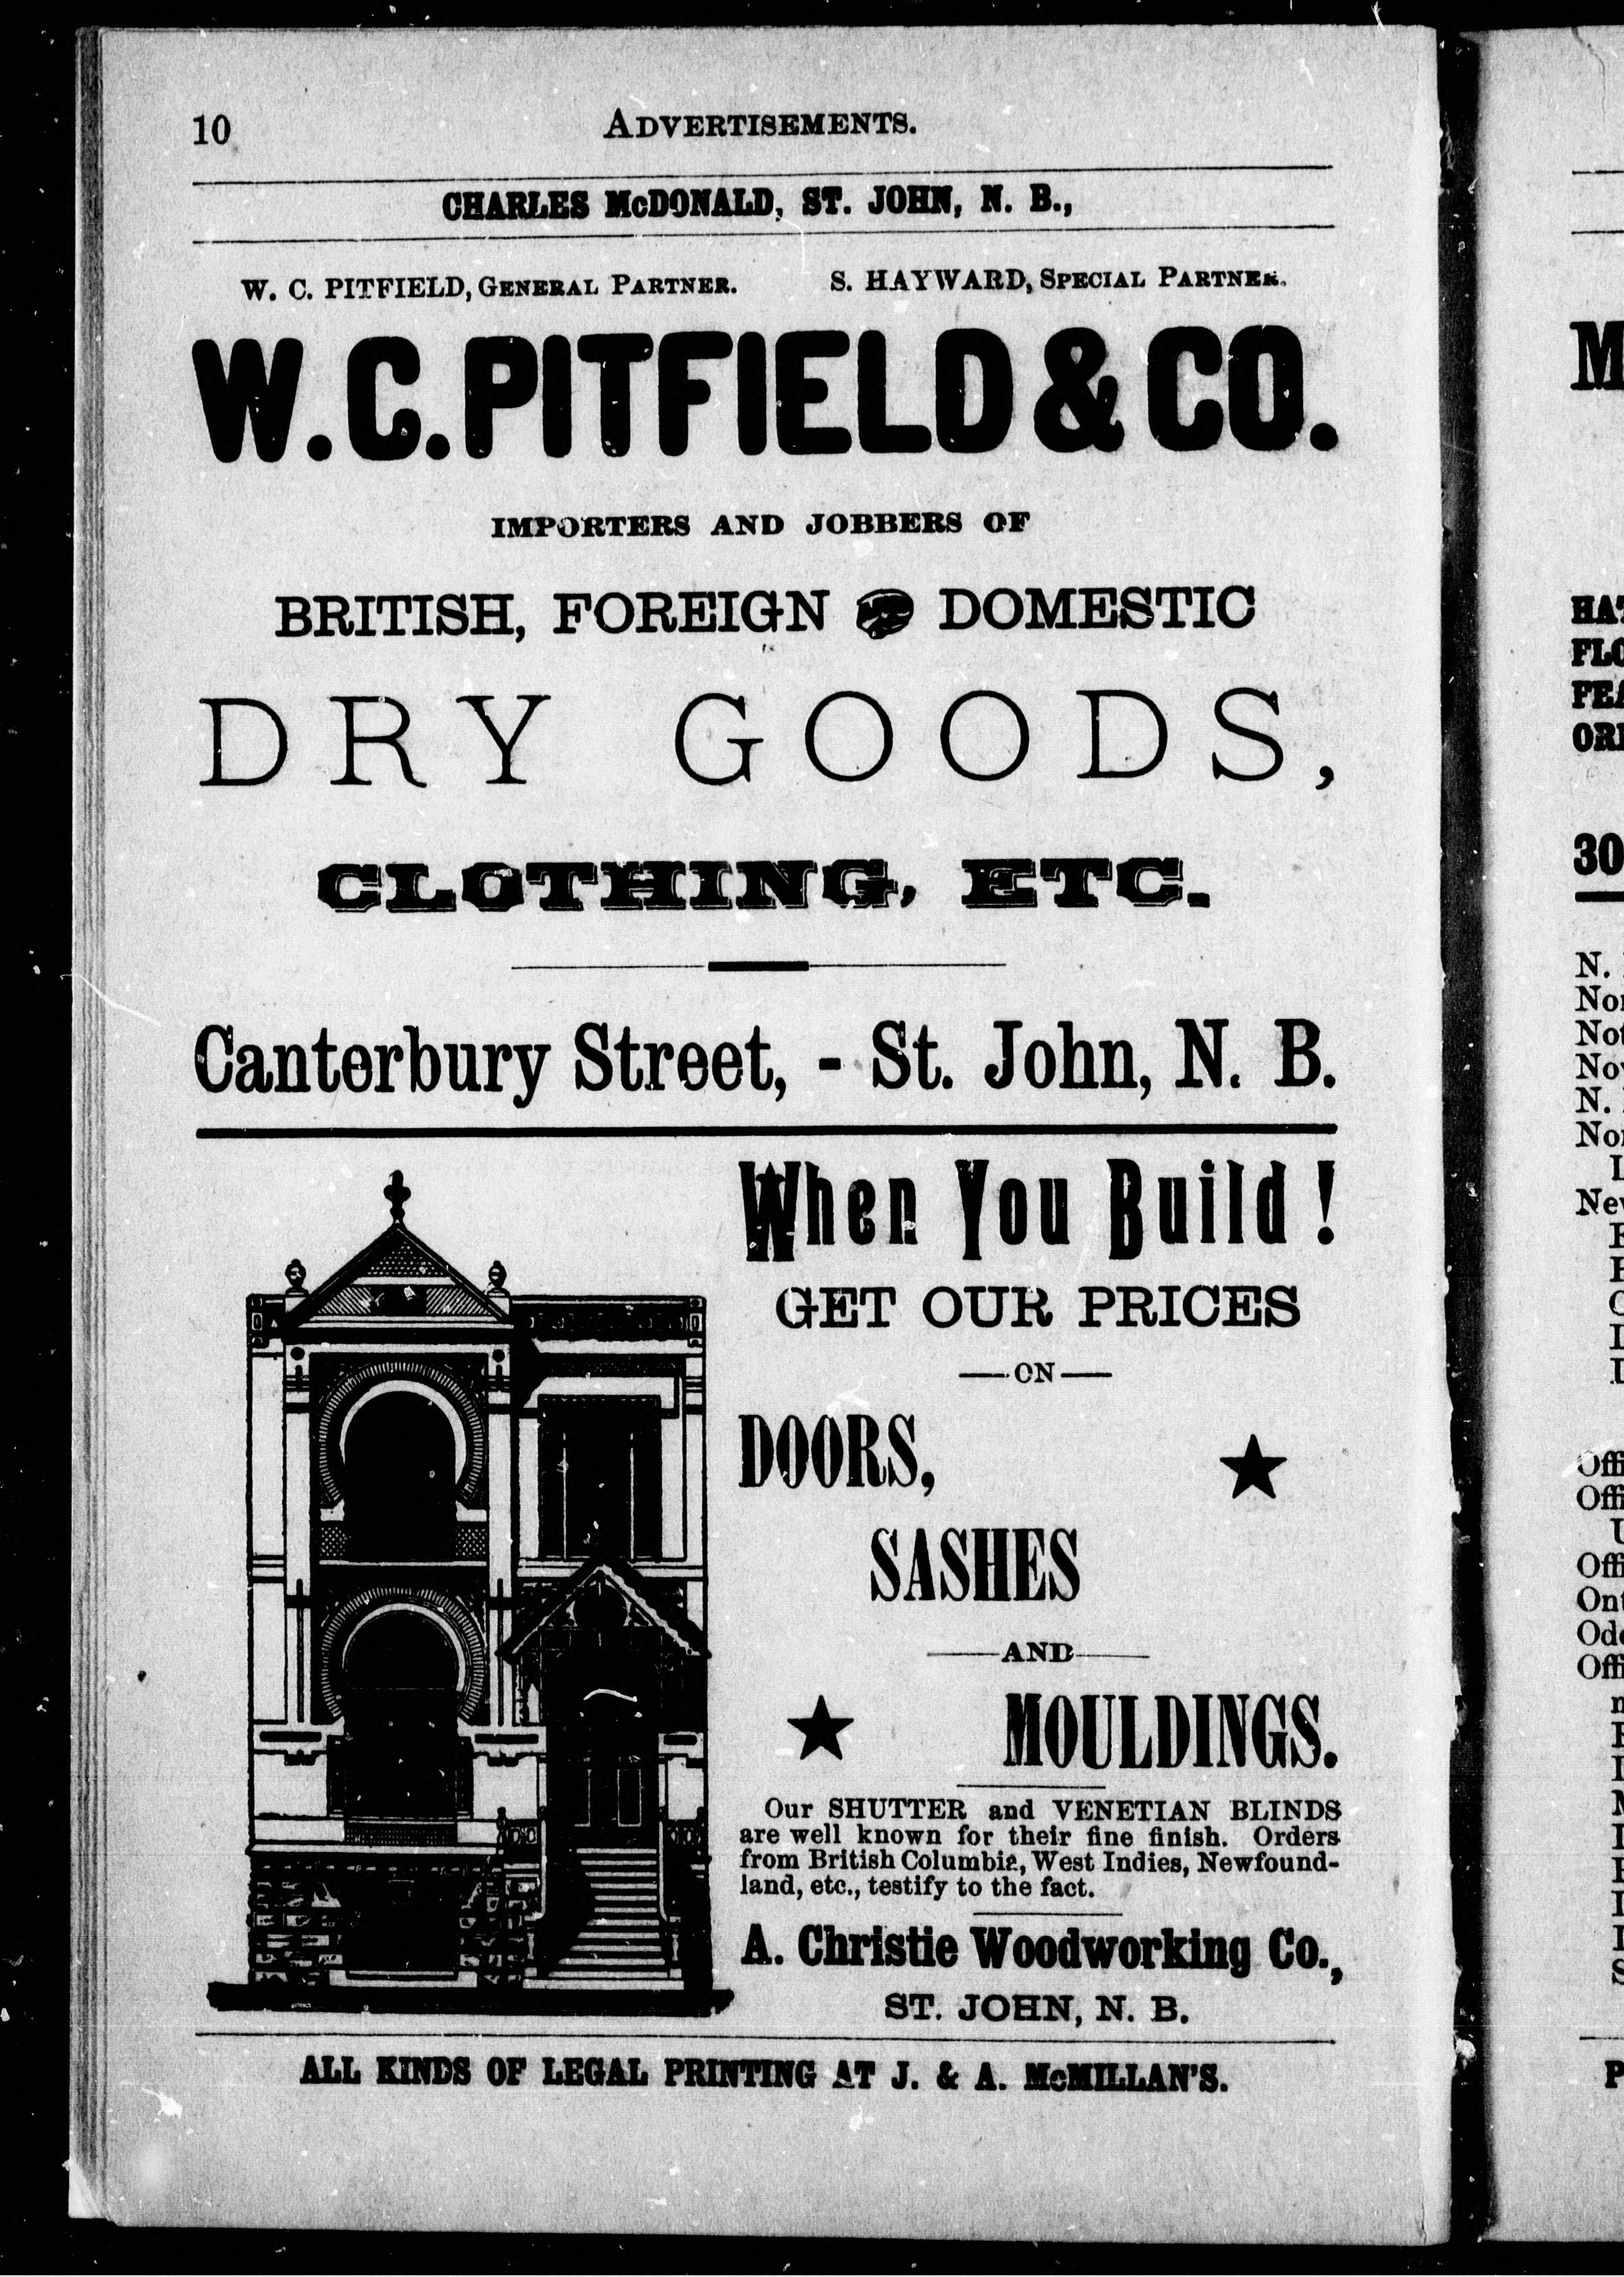 10
ADVERTISEMENTS.
CHARLES McDONALD, ST. JOHN, N. B.,
W. C. PITFIELD, GENERAL PARTNER. S. HAYWARD, SPECIAL PARTNER.
W. C. PITFIELD & CO.
IMPORTERS AND JOBBERS OF
BRITISH, FOREIGN DOMESTIC
DRY GOODS,
CLOTHING, ETC.
Canterbury Street, - St. John, N. B.
When You Build!
GET OUR PRICES
—ON—
DOORS,
SASHES
—AND—
MOULDINGS.
Our SHUTTER and VENETIAN BLINDS
are well known for their fine finish. Orders
from British Columbia, West Indies, Newfound-
land, etc., testify to the fact.
A. Christie Woodworking Co.,
ST. JOHN, N. B.
ALL KINDS OF LEGAL PRINTING AT J. & A. McMILLAN'S.